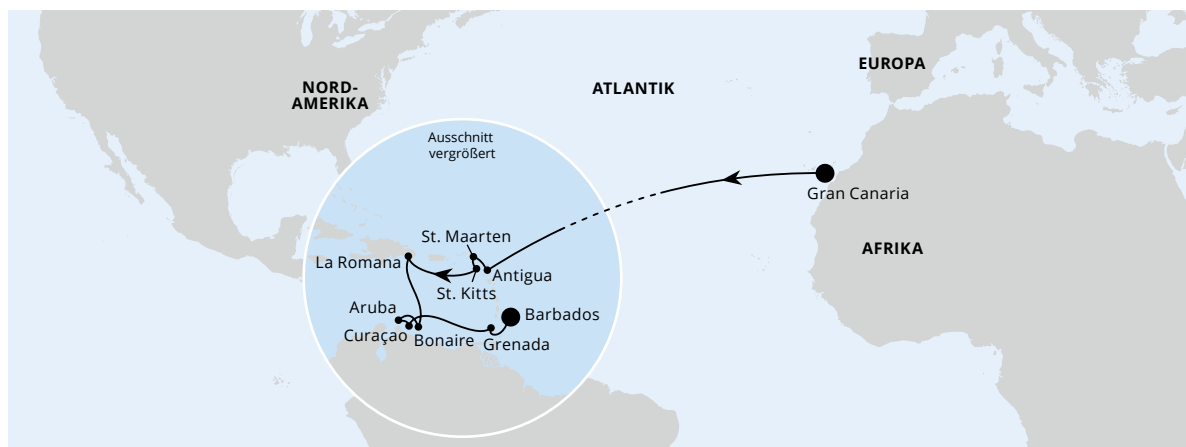 NORD-
AMERIKA
ATLANTIK
EUROPA
Ausschnitt
vergrößert
Gran Canaria
AFRIKA
St. Maarten
La Romana
Antigua
St. Kitts
Aruba
Barbados
Curaçao
Bonaire
Grenada